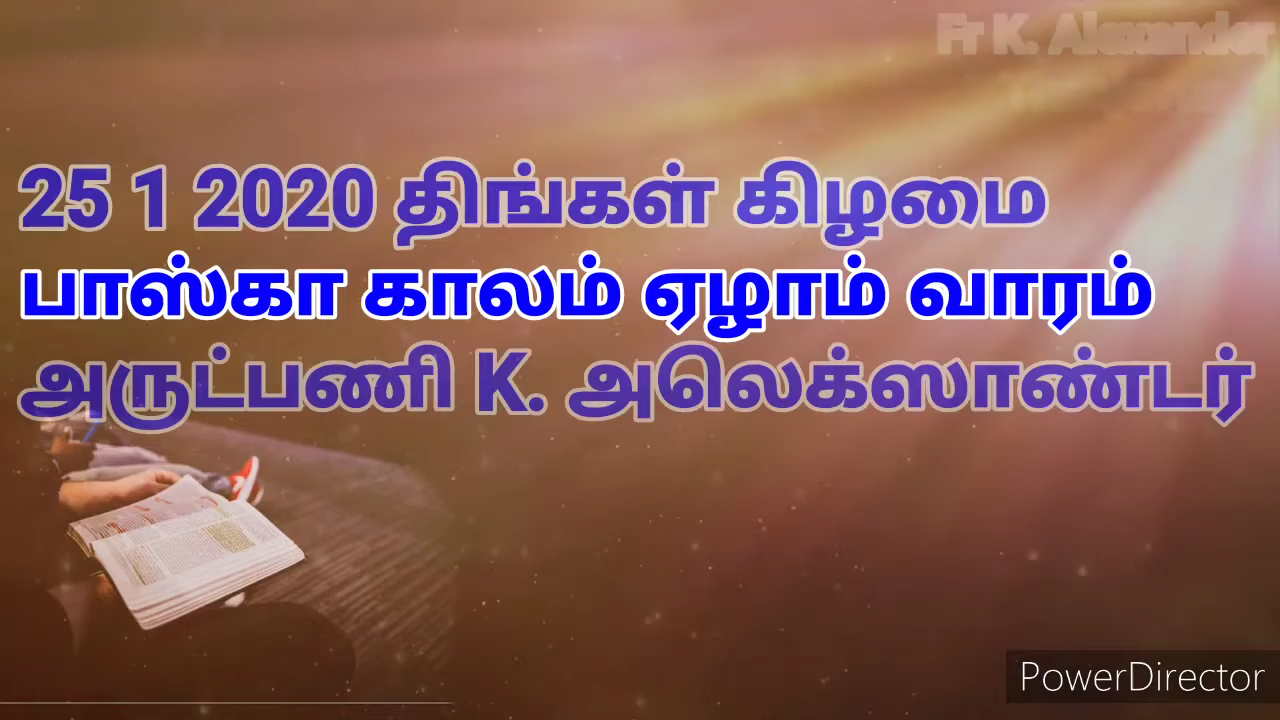 Fr K. Alexander
25 1 2020 திங்கள் கிழமை
பாஸ்கா காலம் ஏழாம் வாரம்
அருட்பணி K. அலெக்ஸாண்டர்
PowerDirector